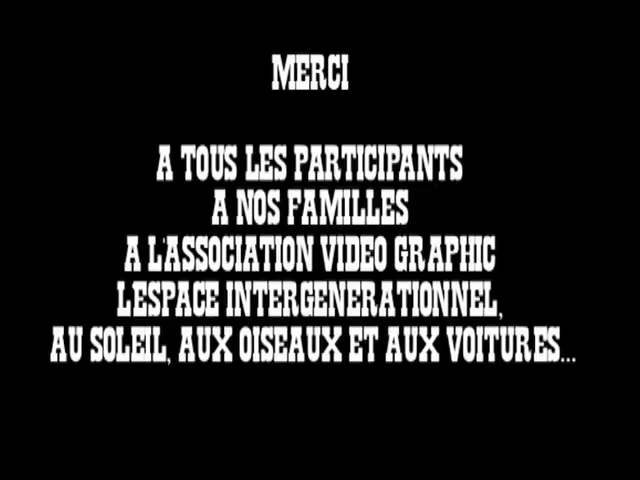 MERCI
A TOUS LES PARTICIPANTS
A NOS FAMILLES
A L'ASSOCIATION VIDEO GRAPHIC
L'ESPACE INTERGENERATIONNEL,
AU SOLEIL, AUX OISEAUX ET AUX VOITURES...